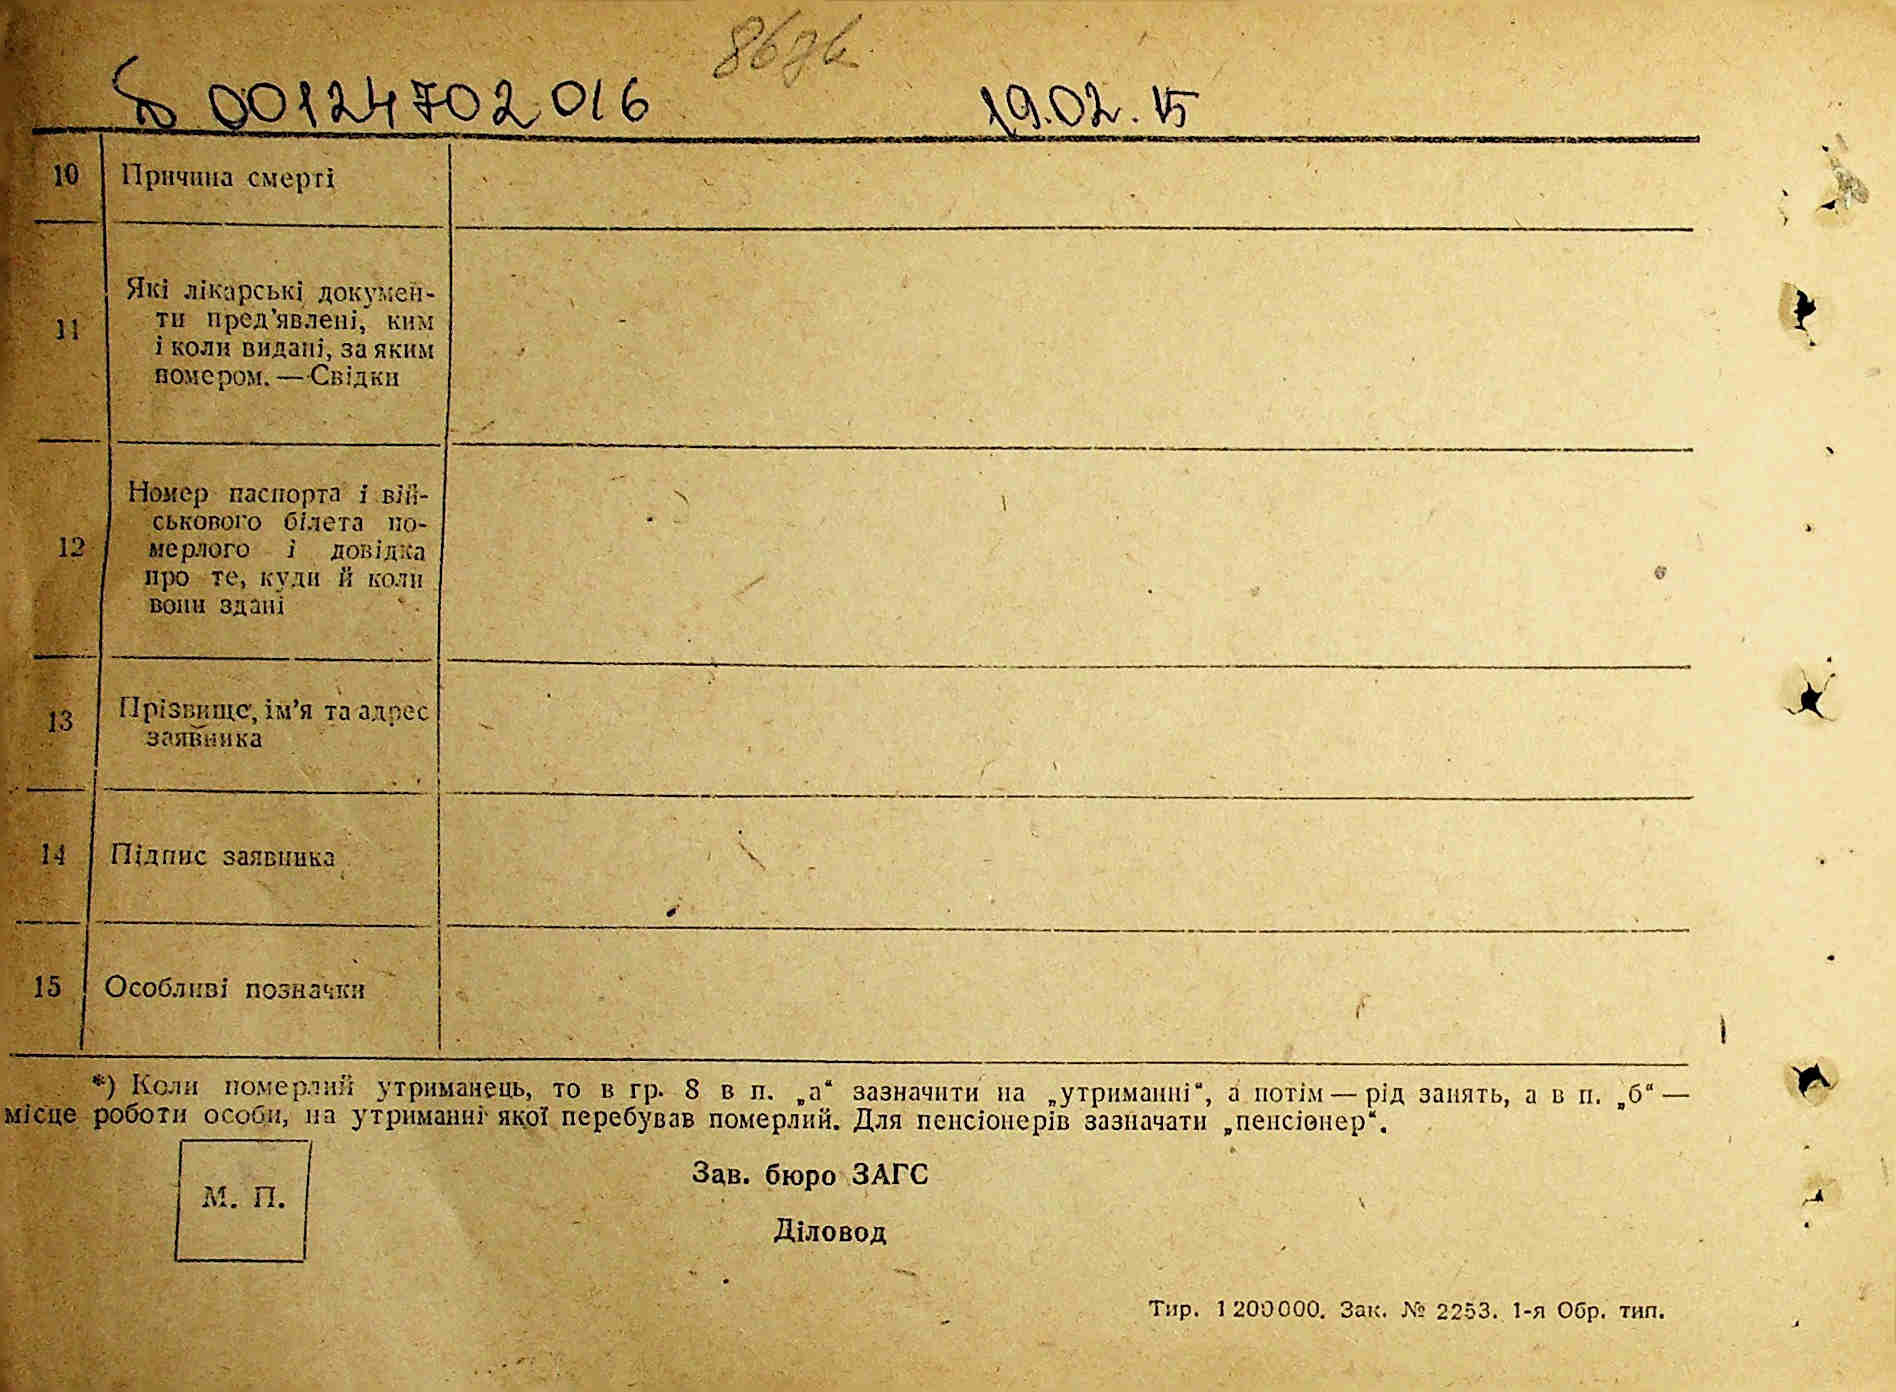 00124702016 19.02.15
10 Причина смерті
11 Які лікарські докумен-
ти пред'явлені, ким
і коли видані, за яким
номером. — Свідки
12 Номер паспорта і вій-
ськового білета по-
мерлого і довідка
про те, куди й коли
вони здані
13 Прізвище, ім'я та адрес
заявника
14 Підпис заявника
15 Особливі позначки
*) Коли померлий утриманець, то в гр. 8 в п. „а“ зазначити на „утриманні“, а потім — рід занять, а в п. „б“ —
місце роботи особи, на утриманні якої перебував померлий. Для пенсіонерів зазначати „пенсіонер“.
М. П.
Зав. бюро ЗАГС
Діловод
Тир. 1 200 000. Зак. № 2253. 1-я Обр. тип.